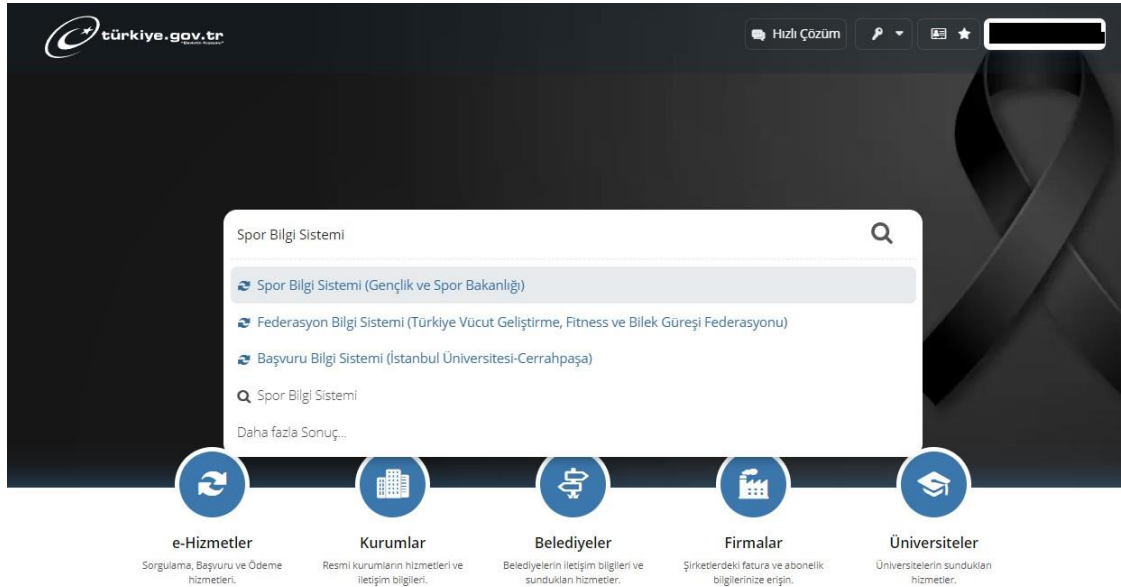 türkiye.gov.tr
Hızlı Çözüm
Spor Bilgi Sistemi
Spor Bilgi Sistemi (Gençlik ve Spor Bakanlığı)
Federasyon Bilgi Sistemi (Türkiye Vücut Geliştirme, Fitness ve Bilek Güreşi Federasyonu)
Başvuru Bilgi Sistemi (İstanbul Üniversitesi-Cerrahpaşa)
Spor Bilgi Sistemi
Daha fazla Sonuç...
e-Hizmetler
Sorgulama, Başvuru ve Ödeme
hizmetleri.
Kurumlar
Resmi kurumların hizmetleri ve
iletişim bilgileri.
Belediyeler
Belediyelerin iletişim bilgileri ve
sundukları hizmetler.
Firmalar
Şirketlerdeki fatura ve abonelik
bilgilerinize erişin.
Üniversiteler
Üniversitelerin sundukları
hizmetler.